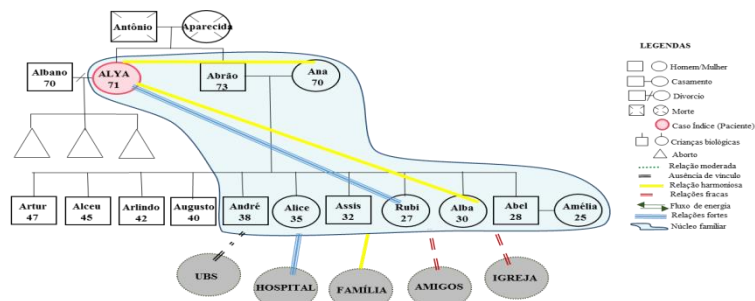 Antônio
Aparecida
Albano
70
ALYA
71
Abrão
73
Ana
70
Artur
47
Alceu
45
Arlindo
42
Augusto
40
André
38
Alice
35
Assis
32
Rubi
27
Alba
30
Abel
28
Amélia
25
UBS
HOSPITAL
FAMÍLIA
AMIGOS
IGREJA
LEGENDAS
Homem/Mulher
Casamento
Divorcio
Morte
Caso Índice (Paciente)
Crianças biológicas
Aborto
Relação moderada
Ausência de vínculo
Relação harmoniosa
Relações fracas
Fluxo de energia
Relações fortes
Núcleo familiar